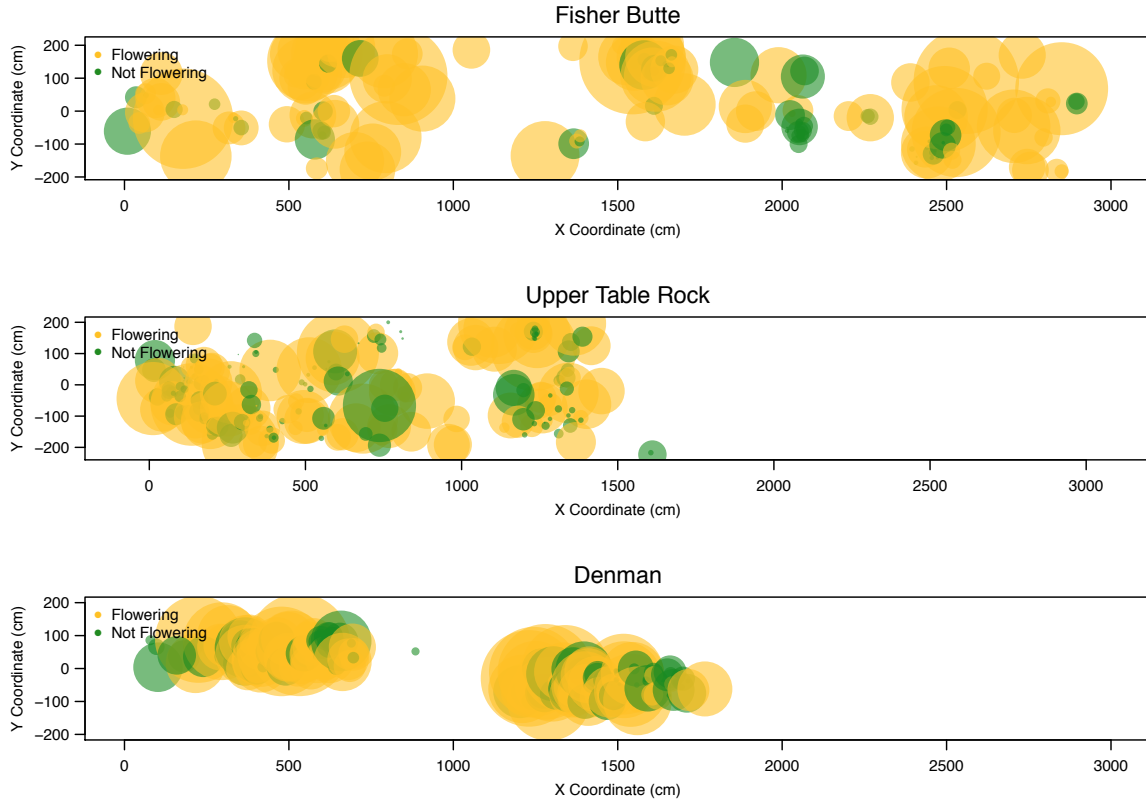 Fisher Butte
200
100
0
−100
−200
Y Coordinate (cm)
Flowering
Not Flowering
0 500 1000 1500 2000 2500 3000
X Coordinate (cm)
Upper Table Rock
200
100
0
−100
−200
Y Coordinate (cm)
Flowering
Not Flowering
0 500 1000 1500 2000 2500 3000
X Coordinate (cm)
Denman
200
100
0
−100
−200
Y Coordinate (cm)
Flowering
Not Flowering
0 500 1000 1500 2000 2500 3000
X Coordinate (cm)